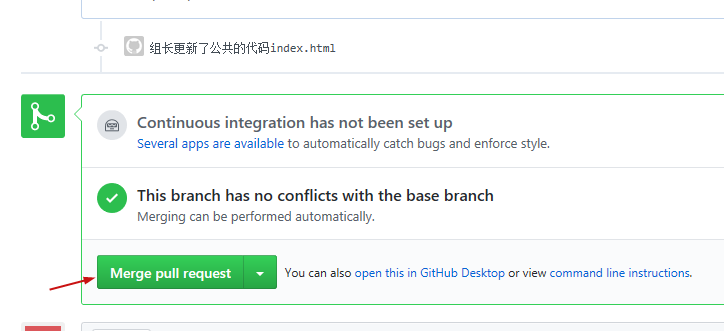 组长更新了公共的代码index.html
Continuous integration has not been set up
Several apps are available to automatically catch bugs and enforce style.
This branch has no conflicts with the base branch
Merging can be performed automatically.
Merge pull request
You can also open this in GitHub Desktop or view command line instructions.